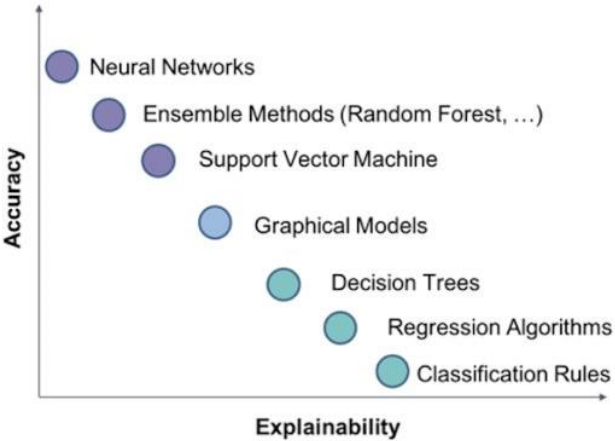 Neural Networks
Ensemble Methods (Random Forest, ...)
Support Vector Machine
Graphical Models
Decision Trees
Regression Algorithms
Classification Rules
Accuracy
Explainability